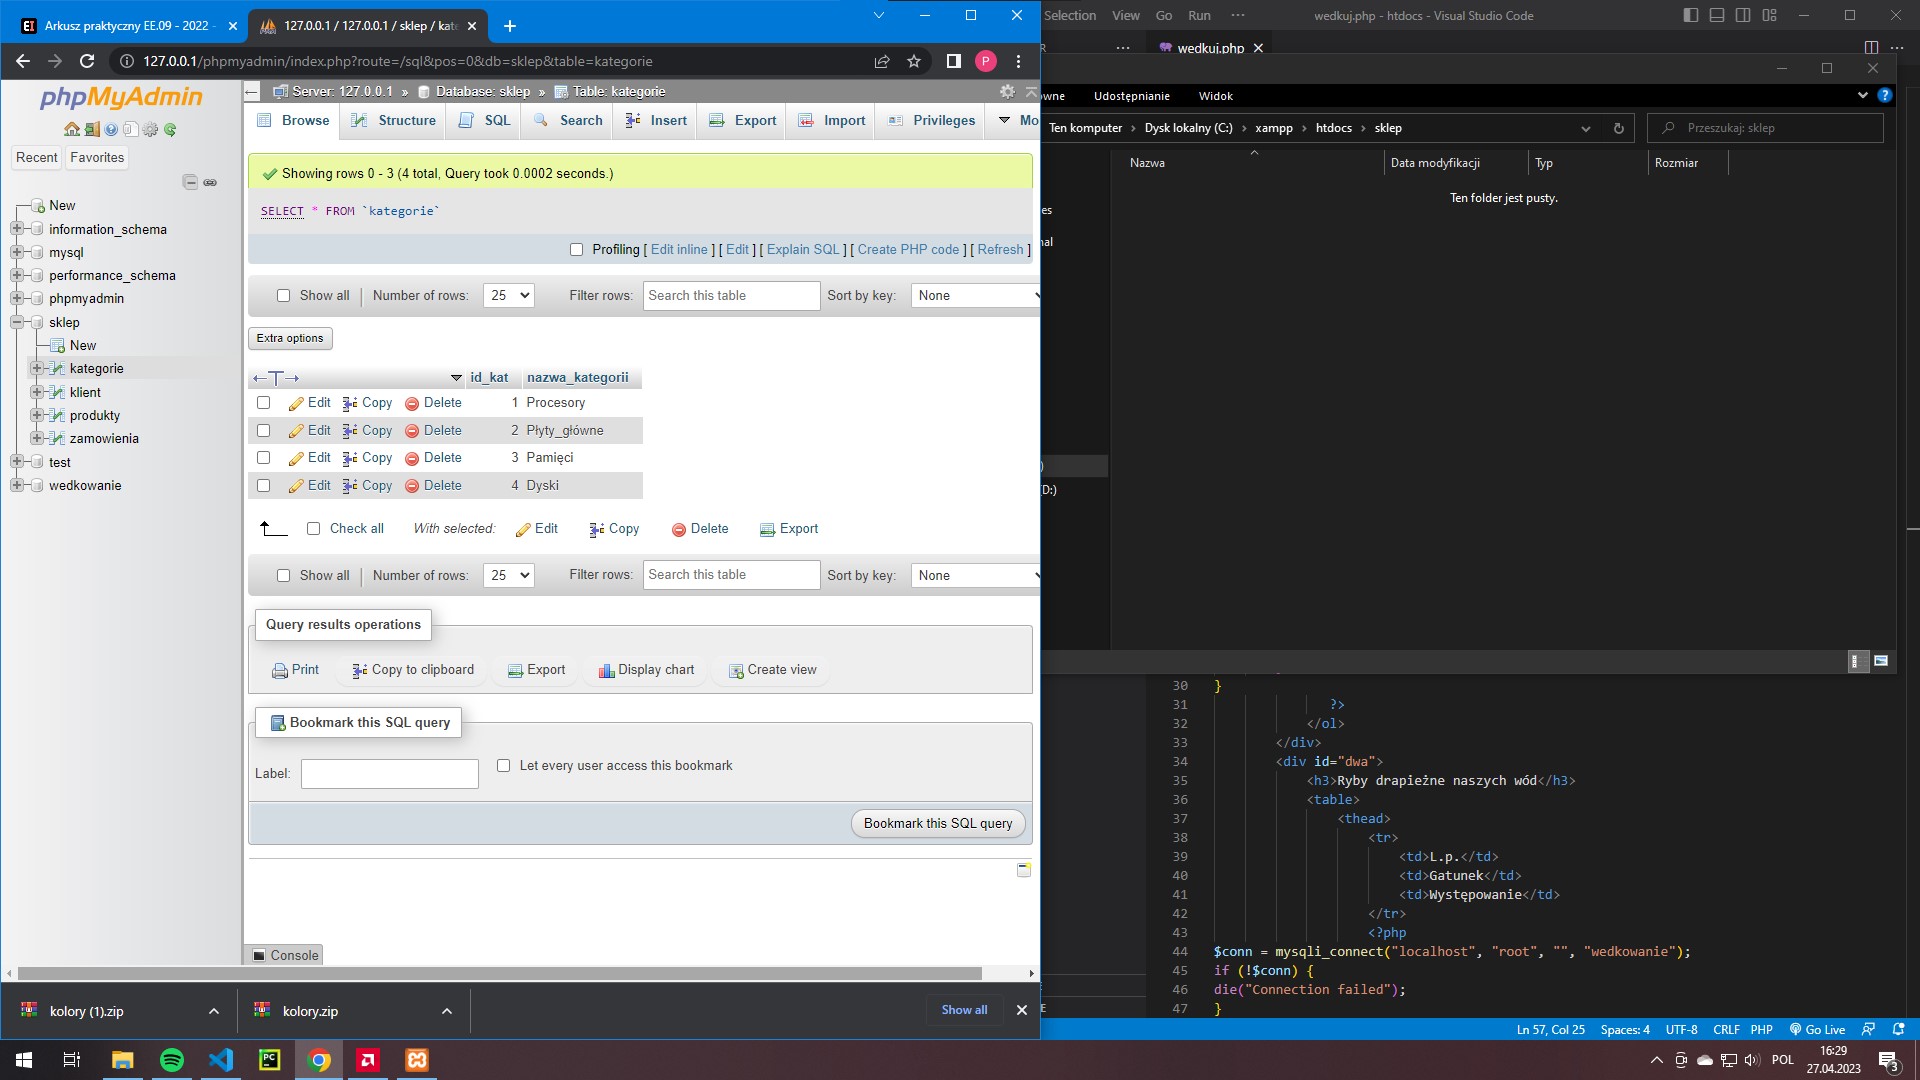 Arkusz praktyczny EE.09 - 2022 -
127.0.0.1 / 127.0.0.1 / sklep / kate
127.0.0.1/phpmyadmin/index.php?route=/sql&pos=0&db=sklep&table=kategorie
P
phpMyAdmin
Recent
Favorites
New
information_schema
mysql
performance_schema
phpmyadmin
sklep
New
kategorie
klient
produkty
zamowienia
test
wedkowanie
Server: 127.0.0.1 » Database: sklep » Table: kategorie
Browse
Structure
SQL
Search
Insert
Export
Import
Privileges
Mo
Showing rows 0 - 3 (4 total, Query took 0.0002 seconds.)
SELECT * FROM `kategorie`
Profiling [ Edit inline ] [ Edit ] [ Explain SQL ] [ Create PHP code ] [ Refresh ]
Show all
Number of rows: 25
Filter rows: Search this table
Sort by key: None
Extra options
←T→ id_kat nazwa_kategorii
Edit Copy Delete 1 Procesory
Edit Copy Delete 2 Płyty_główne
Edit Copy Delete 3 Pamięci
Edit Copy Delete 4 Dyski
Check all With selected: Edit Copy Delete Export
Show all
Number of rows: 25
Filter rows: Search this table
Sort by key: None
Query results operations
Print Copy to clipboard Export Display chart Create view
Bookmark this SQL query
Label: Let every user access this bookmark
Bookmark this SQL query
Console
kolory (1).zip
kolory.zip
Show all
Selection View Go Run ···
wedkuj.php - htdocs - Visual Studio Code
R
wedkuj.php
Udostępnianie
Widok
Ten komputer > Dysk lokalny (C:) > xampp > htdocs > sklep
Przeszukaj: sklep
Nazwa
Data modyfikacji
Typ
Rozmiar
Ten folder jest pusty.
es
nal
)
D:)
30 }
31 ?>
32 </ol>
33 </div>
34 <div id="dwa">
35 <h3>Ryby drapieżne naszych wód</h3>
36 <table>
37 <thead>
38 <tr>
39 <td>L.p.</td>
40 <td>Gatunek</td>
41 <td>Występowanie</td>
42 </tr>
43 <?php
44 $conn = mysqli_connect("localhost", "root", "", "wedkowanie");
45 if (!$conn) {
46 die("Connection failed");
47 }
E
Ln 57, Col 25
Spaces: 4
UTF-8
CRLF
PHP
Go Live
PC
POL
16:29
27.04.2023
3